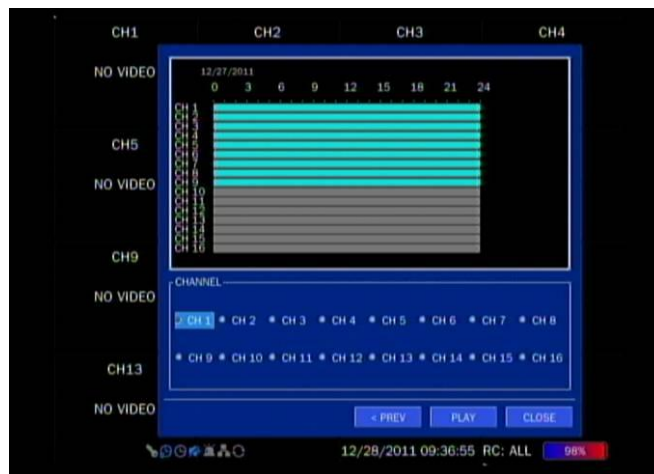 CH1 CH2 CH3 CH4
NO VIDEO
12/27/2011
0 3 6 9 12 15 18 21 24
CH 1
CH 2
CH 3
CH 4
CH 5
CH 6
CH 7
CH 8
CH 9
CH 10
CH 11
CH 12
CH 13
CH 14
CH 15
CH 16
CH5
NO VIDEO
CH9
CHANNEL
NO VIDEO
CH 1 CH 2 CH 3 CH 4 CH 5 CH 6 CH 7 CH 8
CH 9 CH 10 CH 11 CH 12 CH 13 CH 14 CH 15 CH 16
CH13
NO VIDEO
< PREV PLAY CLOSE
12/28/2011 09:36:55 RC: ALL 98%